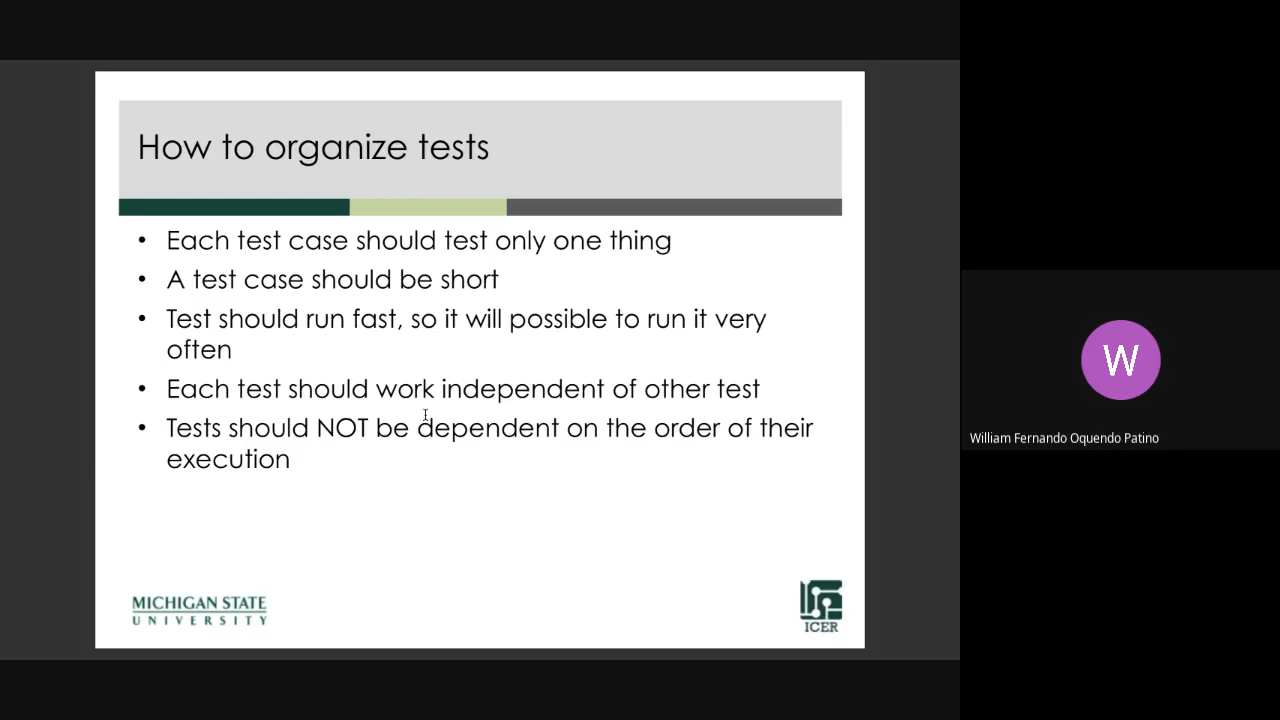 How to organize tests
• Each test case should test only one thing
• A test case should be short
• Test should run fast, so it will possible to run it very
often
• Each test should work independent of other test
• Tests should NOT be dependent on the order of their
execution
MICHIGAN STATE
UNIVERSITY
ICER
W
William Fernando Oquendo Patino